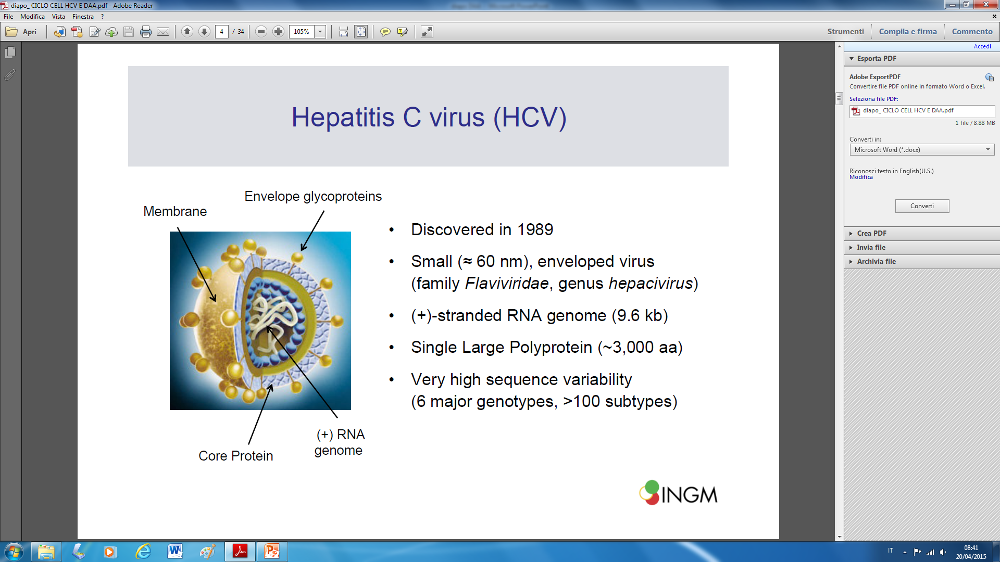 diapo_ CICLO CELL HCV E DAA.pdf - Adobe Reader
File Modifica Vista Finestra ?
Apri 4 / 34 105% Strumenti Compila e firma Commento
Accedi
Esporta PDF
Adobe ExportPDF
Convertire file PDF online in formato Word o Excel.
Seleziona file PDF:
diapo_ CICLO CELL HCV E DAA.pdf
1 file / 8.88 MB
Converti in:
Microsoft Word (*.docx)
Riconosci testo in English(U.S.)
Modifica
Converti
Crea PDF
Invia file
Archivia file
Hepatitis C virus (HCV)
Envelope glycoproteins
Membrane
(+) RNA
genome
Core Protein
• Discovered in 1989
• Small (≈ 60 nm), enveloped virus
(family Flaviviridae, genus hepacivirus)
• (+)-stranded RNA genome (9.6 kb)
• Single Large Polyprotein (~3,000 aa)
• Very high sequence variability
(6 major genotypes, >100 subtypes)
INGM
IT
08:41
20/04/2015